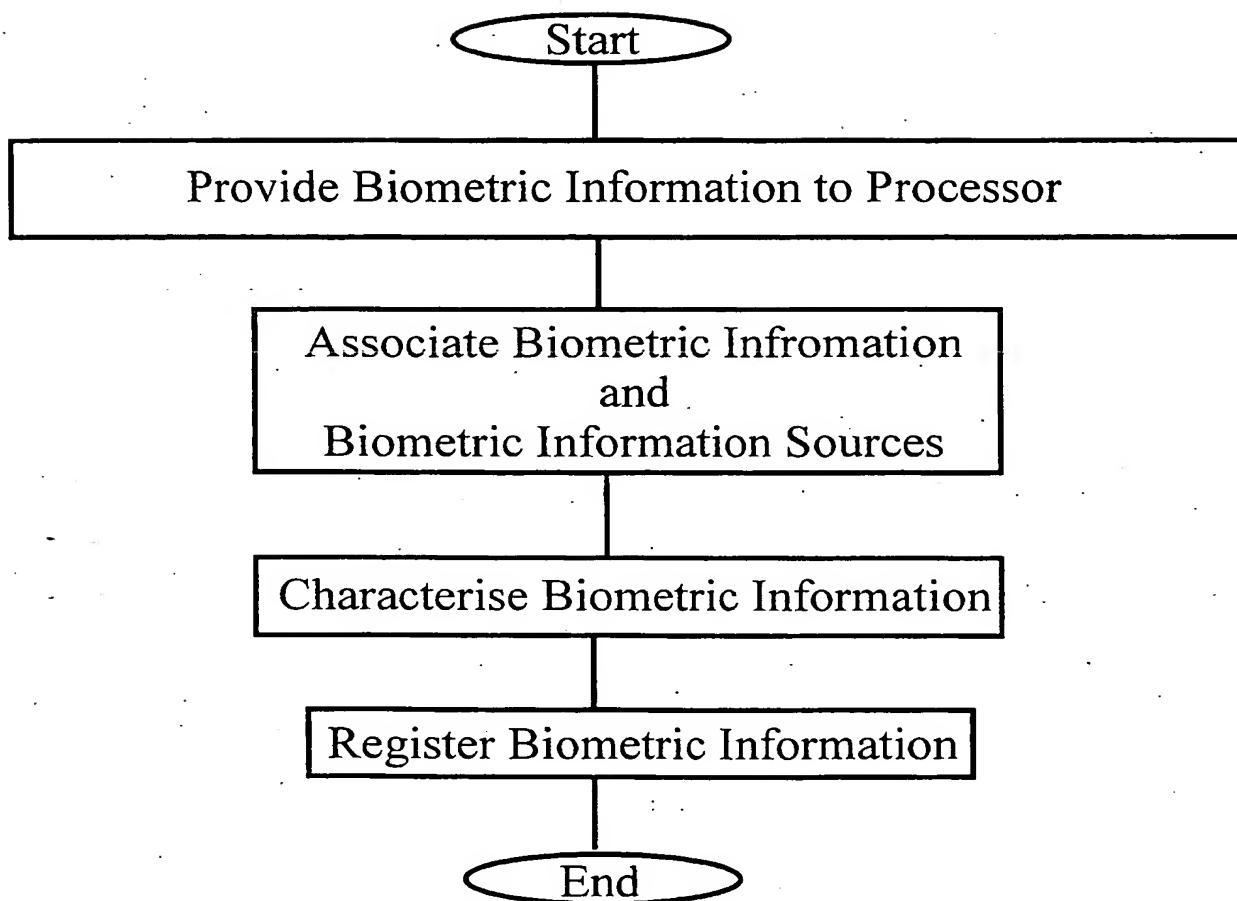 Start
Provide Biometric Information to Processor
Associate Biometric Infromation
and
Biometric Information Sources
Characterise Biometric Information
Register Biometric Information
End